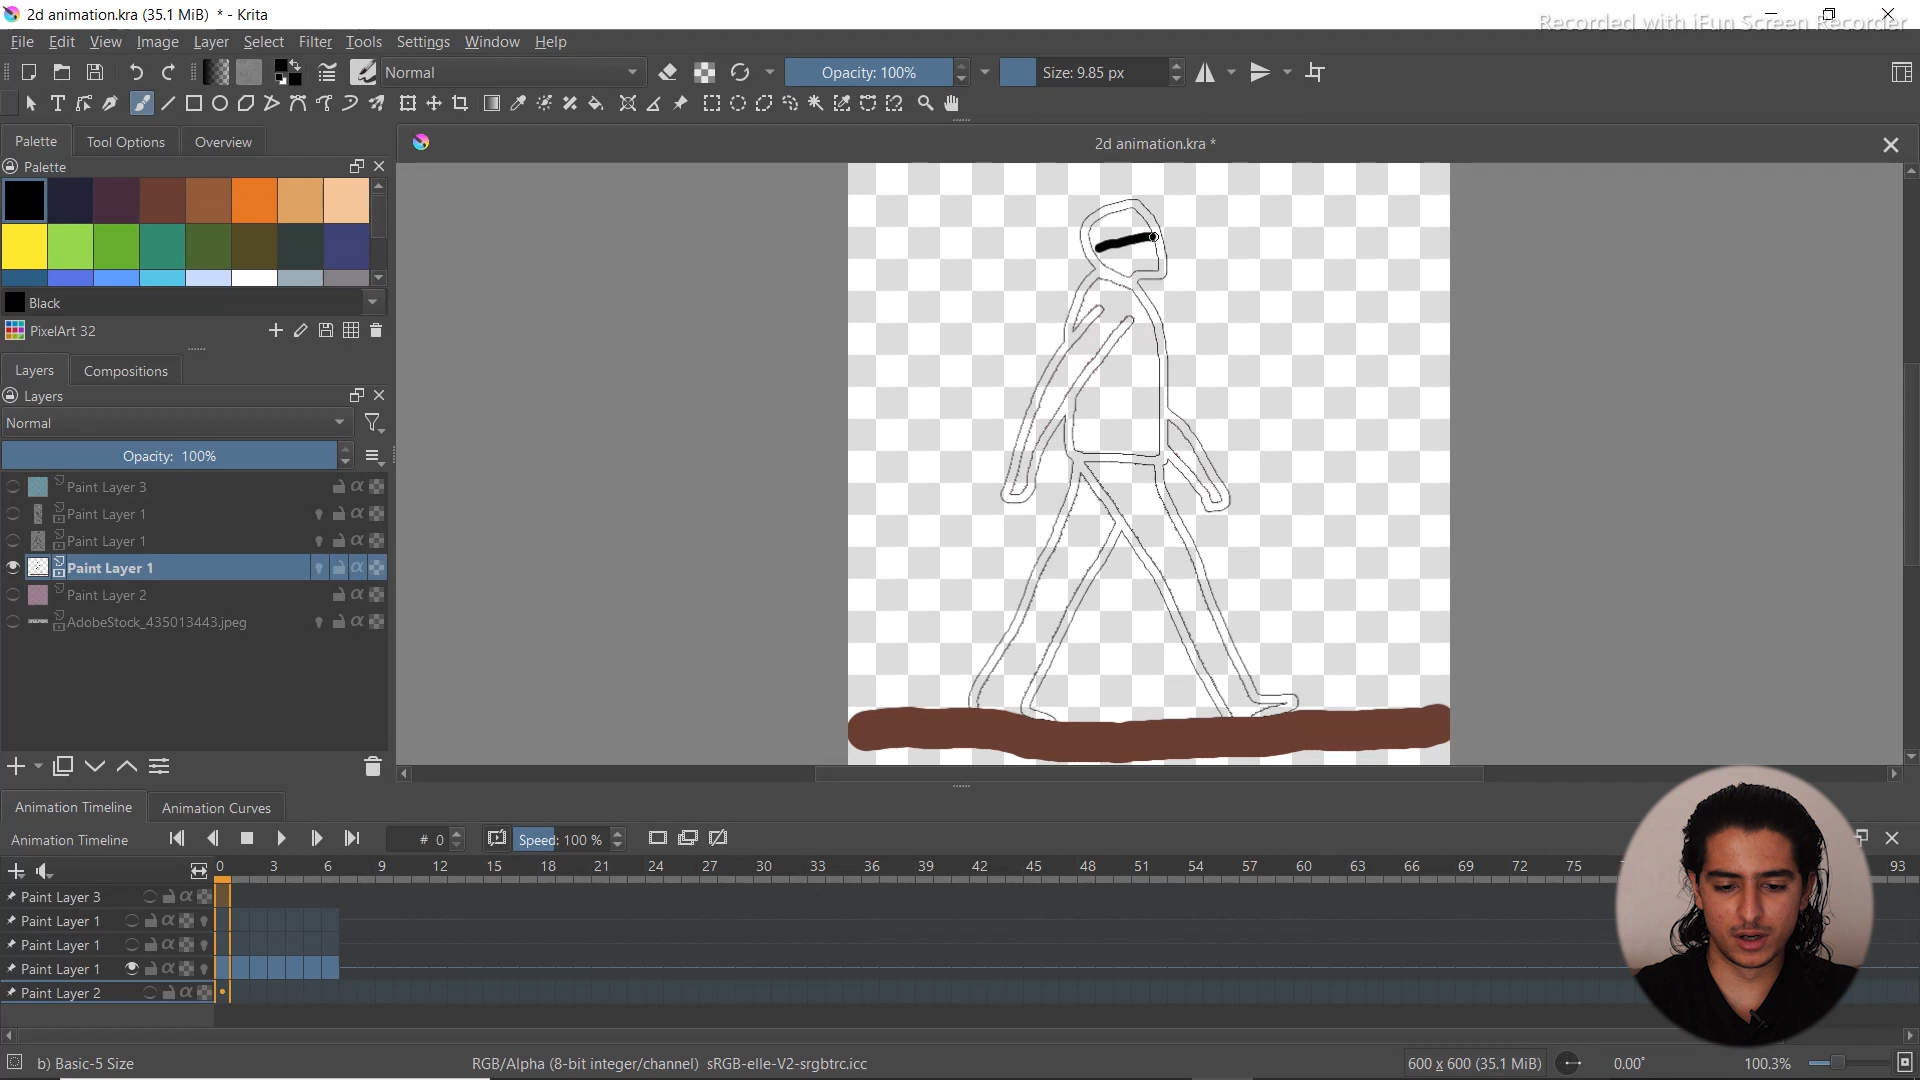 2d animation.kra (35.1 MiB)  * - Krita
Recorded with iFun Screen Recorder
File Edit View Image Layer Select Filter Tools Settings Window Help
Normal
Opacity: 100%
Size: 9.85 px
Palette Tool Options Overview
2d animation.kra *
Palette
Black
PixelArt 32
Layers Compositions
Layers
Normal
Opacity:  100%
Paint Layer 3
Paint Layer 1
Paint Layer 1
Paint Layer 1
Paint Layer 2
AdobeStock_435013443.jpeg
Animation Timeline Animation Curves
Animation Timeline
# 0
Speed: 100 %
0 3 6 9 12 15 18 21 24 27 30 33 36 39 42 45 48 51 54 57 60 63 66 69 72 75 93
Paint Layer 3
Paint Layer 1
Paint Layer 1
Paint Layer 1
Paint Layer 2
b) Basic-5 Size
RGB/Alpha (8-bit integer/channel)  sRGB-elle-V2-srgbtrc.icc
600 x 600 (35.1 MiB)
0.00°
100.3%